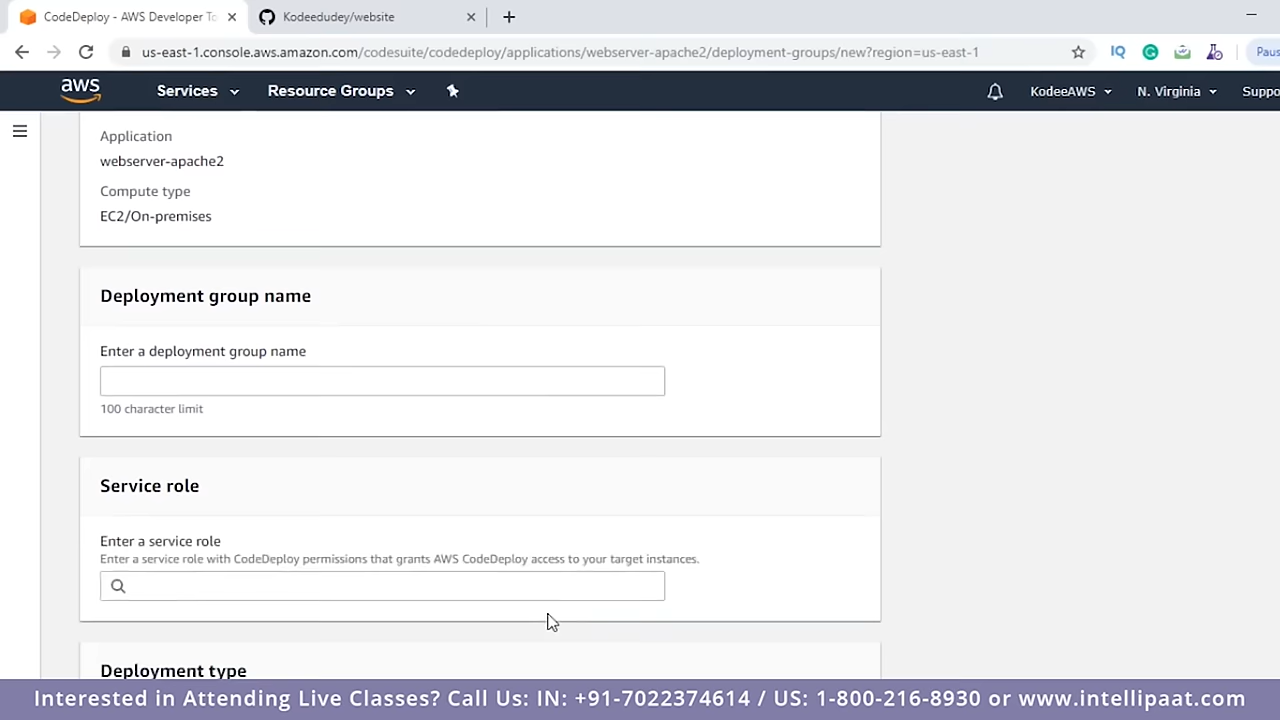 CodeDeploy - AWS Developer To
Kodeedudey/website
us-east-1.console.aws.amazon.com/codesuite/codedeploy/applications/webserver-apache2/deployment-groups/new?region=us-east-1
IQ
Paus
aws
Services
Resource Groups
KodeeAWS
N. Virginia
Suppo
Application
webserver-apache2
Compute type
EC2/On-premises
Deployment group name
Enter a deployment group name
100 character limit
Service role
Enter a service role
Enter a service role with CodeDeploy permissions that grants AWS CodeDeploy access to your target instances.
Deployment type
Interested in Attending Live Classes? Call Us: IN: +91-7022374614 / US: 1-800-216-8930 or www.intellipaat.com